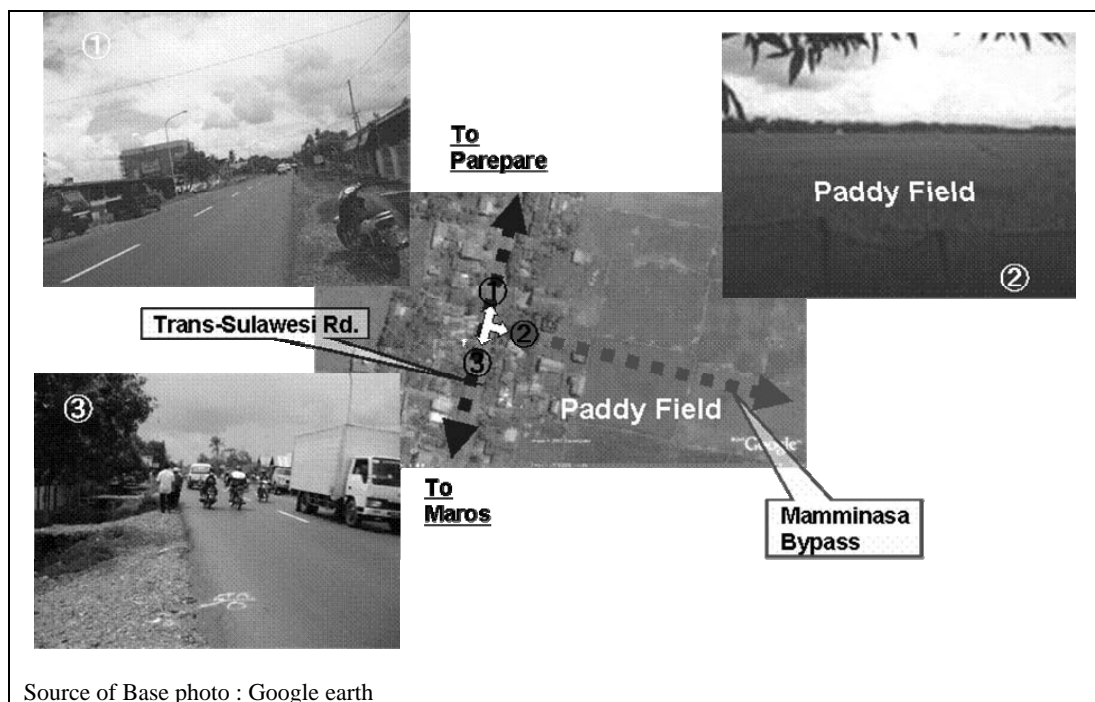 ①
To
Parepare
Paddy Field
②
①
②
Trans-Sulawesi Rd.
③
③
Paddy Field
Google
To
Maros
Mamminasa
Bypass
Source of Base photo : Google earth